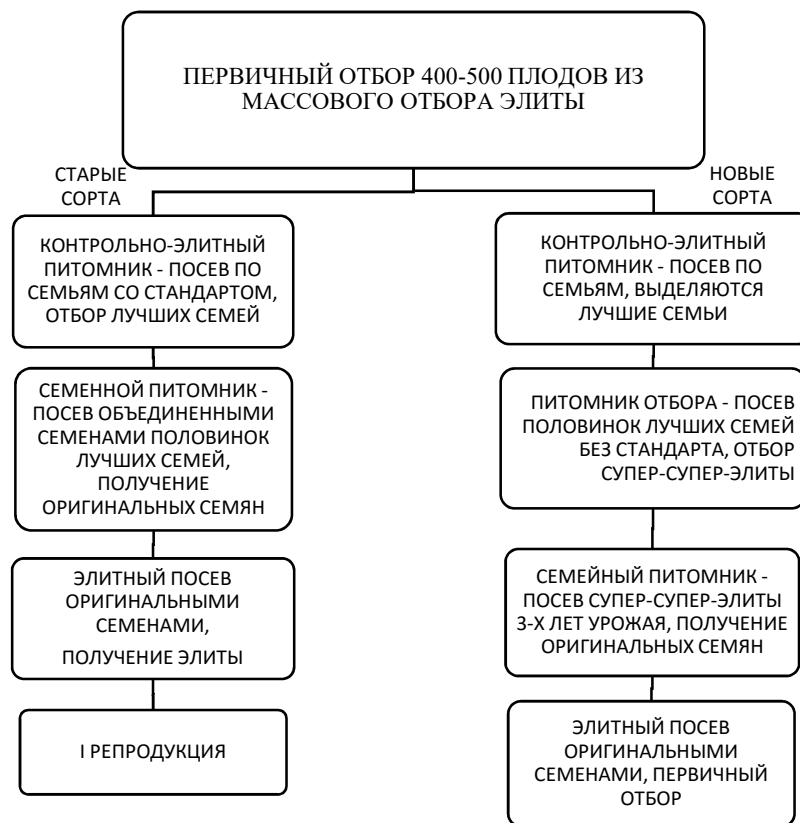 ПЕРВИЧНЫЙ ОТБОР 400-500 ПЛОДОВ ИЗ
МАССОВОГО ОТБОРА ЭЛИТЫ
СТАРЫЕ
СОРТА
КОНТРОЛЬНО-ЭЛИТНЫЙ
ПИТОМНИК - ПОСЕВ ПО
СЕМЬЯМ СО СТАНДАРТОМ,
ОТБОР ЛУЧШИХ СЕМЕЙ
СЕМЕННОЙ ПИТОМНИК -
ПОСЕВ ОБЪЕДИНЕННЫМИ
СЕМЕНАМИ ПОЛОВИНОК
ЛУЧШИХ СЕМЕЙ,
ПОЛУЧЕНИЕ
ОРИГИНАЛЬНЫХ СЕМЯН
ЭЛИТНЫЙ ПОСЕВ
ОРИГИНАЛЬНЫМИ
СЕМЕНАМИ,
ПОЛУЧЕНИЕ ЭЛИТЫ
I РЕПРОДУКЦИЯ
НОВЫЕ
СОРТА
КОНТРОЛЬНО-ЭЛИТНЫЙ
ПИТОМНИК - ПОСЕВ ПО
СЕМЬЯМ, ВЫДЕЛЯЮТСЯ
ЛУЧШИЕ СЕМЬИ
ПИТОМНИК ОТБОРА - ПОСЕВ
ПОЛОВИНОК ЛУЧШИХ СЕМЕЙ
БЕЗ СТАНДАРТА, ОТБОР
СУПЕР-СУПЕР-ЭЛИТЫ
СЕМЕЙНЫЙ ПИТОМНИК -
ПОСЕВ СУПЕР-СУПЕР-ЭЛИТЫ
3-Х ЛЕТ УРОЖАЯ, ПОЛУЧЕНИЕ
ОРИГИНАЛЬНЫХ СЕМЯН
ЭЛИТНЫЙ ПОСЕВ
ОРИГИНАЛЬНЫМИ
СЕМЕНАМИ, ПЕРВИЧНЫЙ
ОТБОР